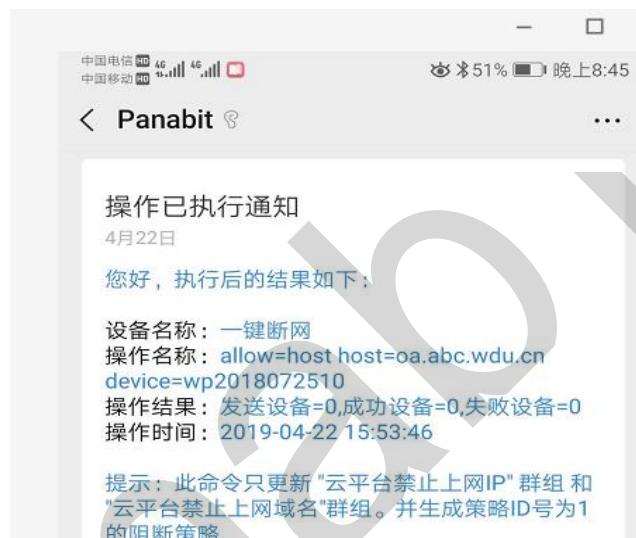 中国电信 HD 4G 4G
中国移动 HD 51% 晚上8:45
Panabit
操作已执行通知
4月22日
您好，执行后的结果如下：
设备名称：一键断网
操作名称：allow=host host=oa.abc.wdu.cn
device=wp2018072510
操作结果：发送设备=0,成功设备=0,失败设备=0
操作时间：2019-04-22 15:53:46
提示：此命令只更新 "云平台禁止上网IP" 群组 和
"云平台禁止上网域名"群组。并生成策略ID号为1
的阻断策略